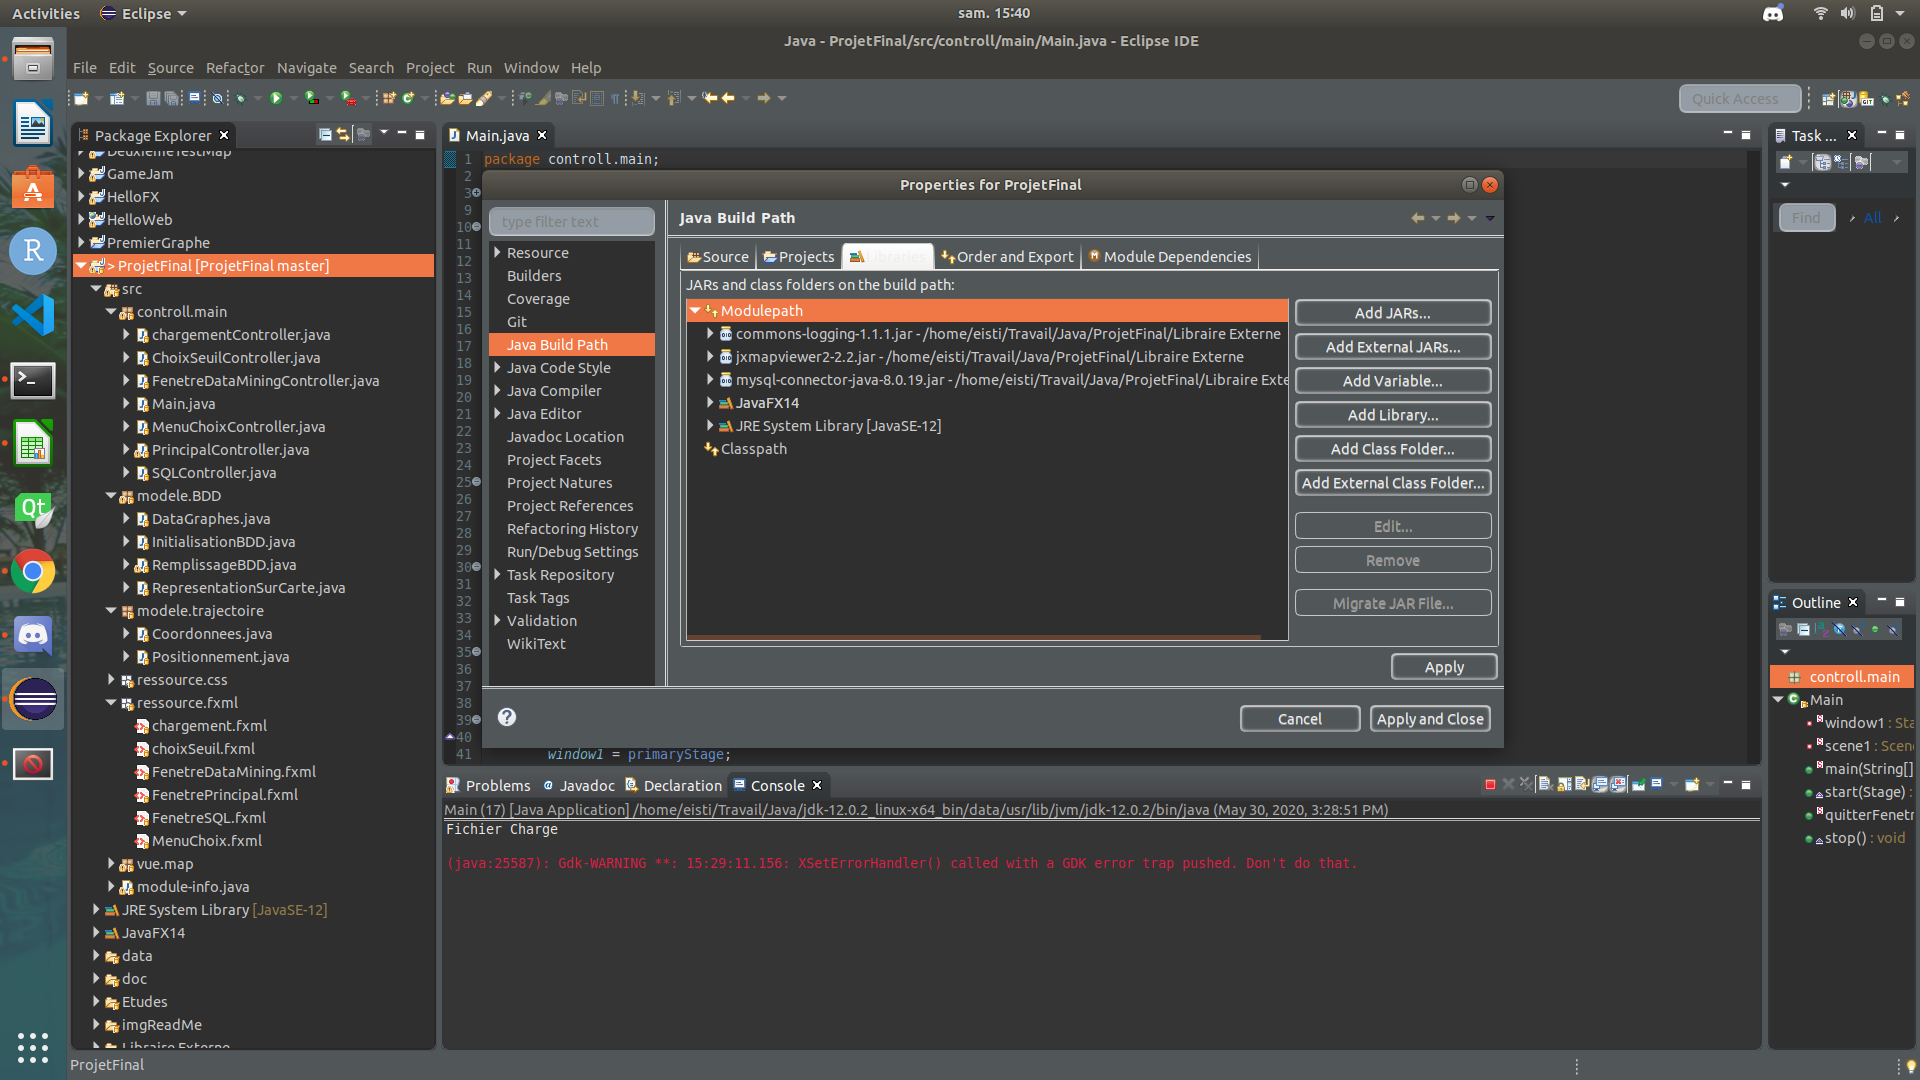 Activities
Eclipse
sam. 15:40
Java - ProjetFinal/src/controll/main/Main.java - Eclipse IDE
File Edit Source Refactor Navigate Search Project Run Window Help
Quick Access
Package Explorer
DeuxiemeTestMap
GameJam
HelloFX
HelloWeb
PremierGraphe
> ProjetFinal [ProjetFinal master]
src
controll.main
chargementController.java
ChoixSeuilController.java
FenetreDataMiningController.java
Main.java
MenuChoixController.java
PrincipalController.java
SQLController.java
modele.BDD
DataGraphes.java
InitialisationBDD.java
RemplissageBDD.java
RepresentationSurCarte.java
modele.trajectoire
Coordonnees.java
Positionnement.java
ressource.css
ressource.fxml
chargement.fxml
choixSeuil.fxml
FenetreDataMining.fxml
FenetrePrincipal.fxml
FenetreSQL.fxml
MenuChoix.fxml
vue.map
module-info.java
JRE System Library [JavaSE-12]
JavaFX14
data
doc
Etudes
imgReadMe
Libraire Externe
ProjetFinal
Main.java
1 package controll.main;
2
3
9
10
11
12
13
14
15
16
17
18
19
20
21
22
23
24
25
26
27
28
29
30
31
32
33
34
35
36
37
38
39
40
41 window1 = primaryStage;
Properties for ProjetFinal
type filter text
Resource
Builders
Coverage
Git
Java Build Path
Java Code Style
Java Compiler
Java Editor
Javadoc Location
Project Facets
Project Natures
Project References
Refactoring History
Run/Debug Settings
Task Repository
Task Tags
Validation
WikiText
Java Build Path
Source Projects Libraries Order and Export Module Dependencies
JARs and class folders on the build path:
Modulepath
commons-logging-1.1.1.jar - /home/eisti/Travail/Java/ProjetFinal/Libraire Externe
jxmapviewer2-2.2.jar - /home/eisti/Travail/Java/ProjetFinal/Libraire Externe
mysql-connector-java-8.0.19.jar - /home/eisti/Travail/Java/ProjetFinal/Libraire Exte
JavaFX14
JRE System Library [JavaSE-12]
Classpath
Add JARs...
Add External JARs...
Add Variable...
Add Library...
Add Class Folder...
Add External Class Folder...
Edit...
Remove
Migrate JAR File...
Apply
Cancel
Apply and Close
Problems Javadoc Declaration Console
Main (17) [Java Application] /home/eisti/Travail/Java/jdk-12.0.2_linux-x64_bin/data/usr/lib/jvm/jdk-12.0.2/bin/java (May 30, 2020, 3:28:51 PM)
Fichier Charge
(java:25587): Gdk-WARNING **: 15:29:11.156: XSetErrorHandler() called with a GDK error trap pushed. Don't do that.
Task ...
Find
All
Outline
controll.main
Main
window1 : Sta
scene1 : Scene
main(String[]
start(Stage) :
quitterFenetr
stop() : void